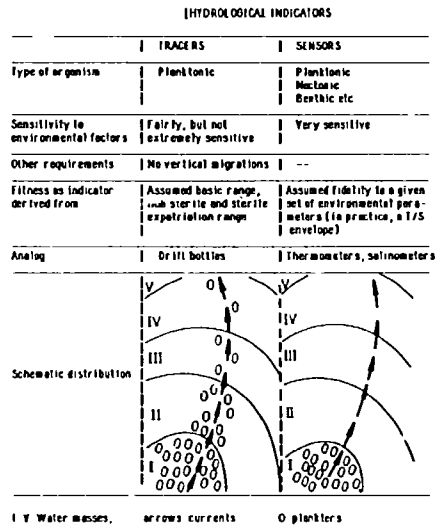 HYDROLOGICAL INDICATORS
TRACERS SENSORS
Type of organism Planktonic Planktonic
Nectonic
Benthic etc
Sensitivity to Fairly, but not Very sensitive
environmental factors extremely sensitive
Other requirements No vertical migrations --
Fitness as indicator Assumed basic range, Assumed fidelity to a given
derived from sterile and sterile set of environmental para-
expatriation range meters (in practice, a T/S
envelope)
Analog Drift bottles Thermometers, salinometers
V V
IV IV
III III
Schematic distribution
II II
I I
I V Water masses, arrows currents O plankters